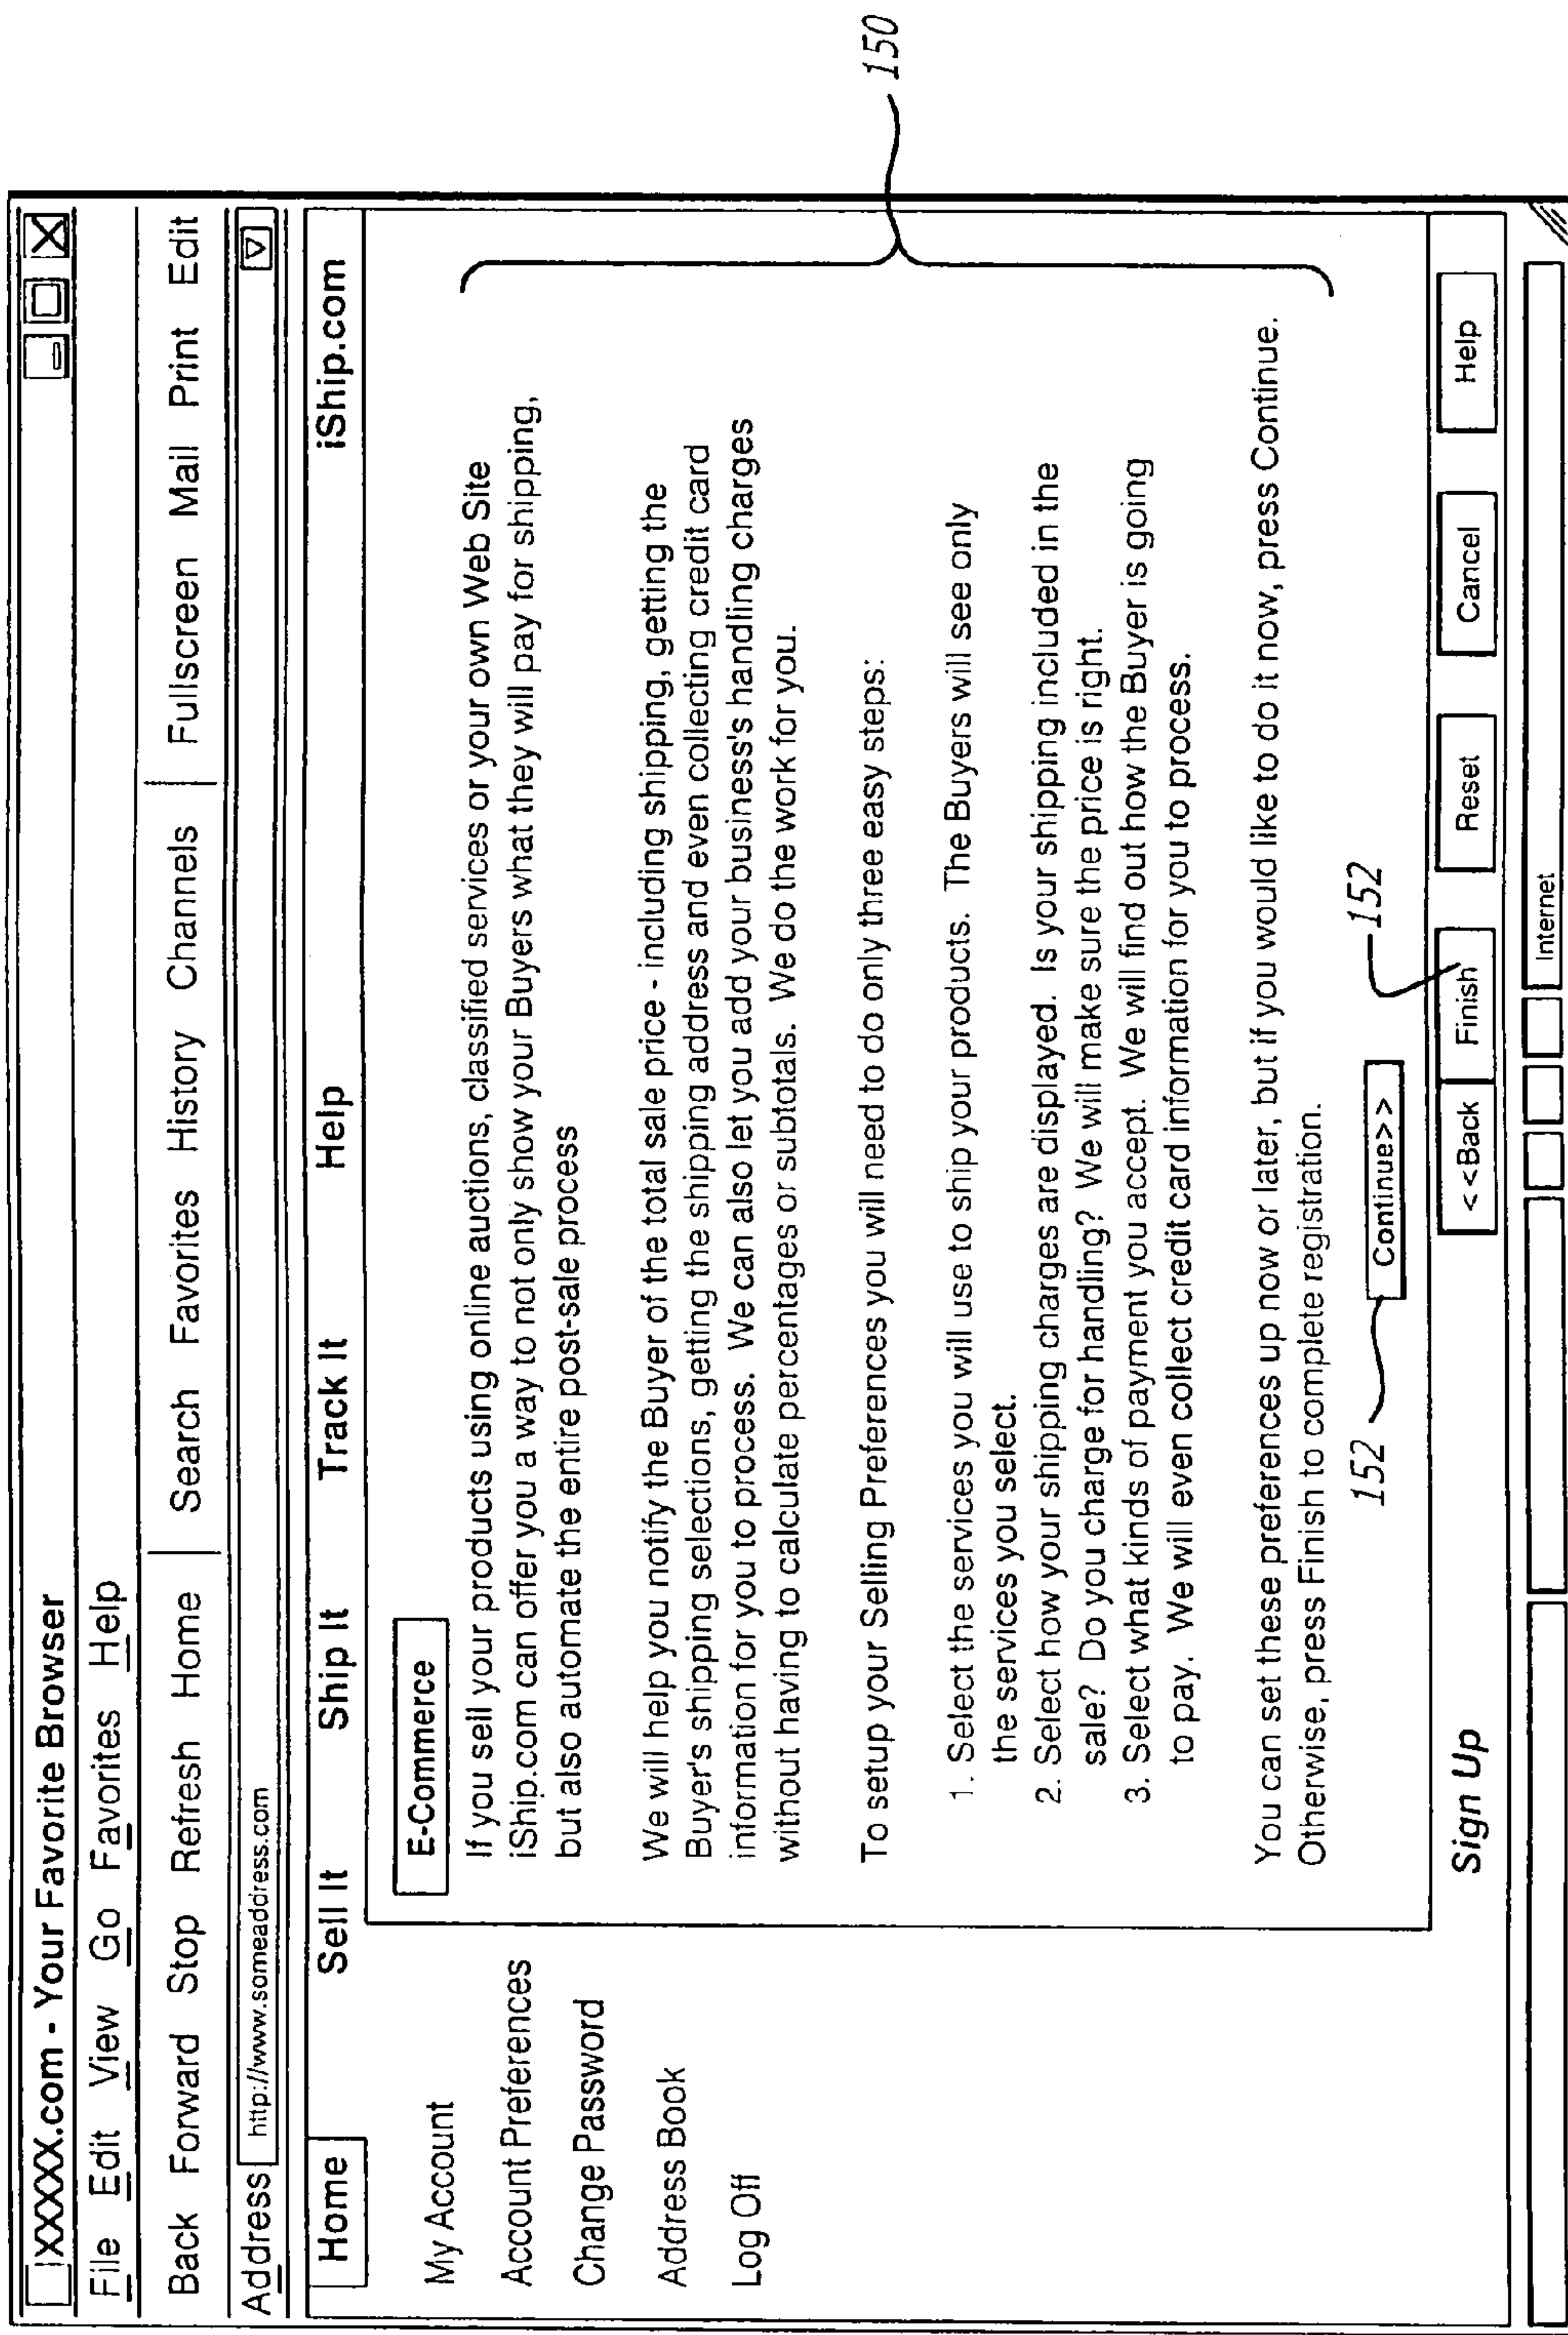 XXXXX.com - Your Favorite Browser
File Edit View Go Favorites Help
Back Forward Stop Refresh Home Search Favorites History Channels Fullscreen Mail Print Edit
Address http://www.someaddress.com
Home Sell It Ship It Track It Help iShip.com
My Account
Account Preferences
Change Password
Address Book
Log Off
E-Commerce
If you sell your products using online auctions, classified services or your own Web Site
iShip.com can offer you a way to not only show your Buyers what they will pay for shipping,
but also automate the entire post-sale process
We will help you notify the Buyer of the total sale price - including shipping, getting the
Buyer's shipping selections, getting the shipping address and even collecting credit card
information for you to process. We can also let you add your business's handling charges
without having to calculate percentages or subtotals. We do the work for you.
To setup your Selling Preferences you will need to do only three easy steps:
1. Select the services you will use to ship your products. The Buyers will see only
the services you select.
2. Select how your shipping charges are displayed. Is your shipping included in the
sale? Do you charge for handling? We will make sure the price is right.
3. Select what kinds of payment you accept. We will find out how the Buyer is going
to pay. We will even collect credit card information for you to process.
You can set these preferences up now or later, but if you would like to do it now, press Continue.
Otherwise, press Finish to complete registration.
150
152 Continue>> 152
Sign Up <<Back Finish Reset Cancel Help
Internet